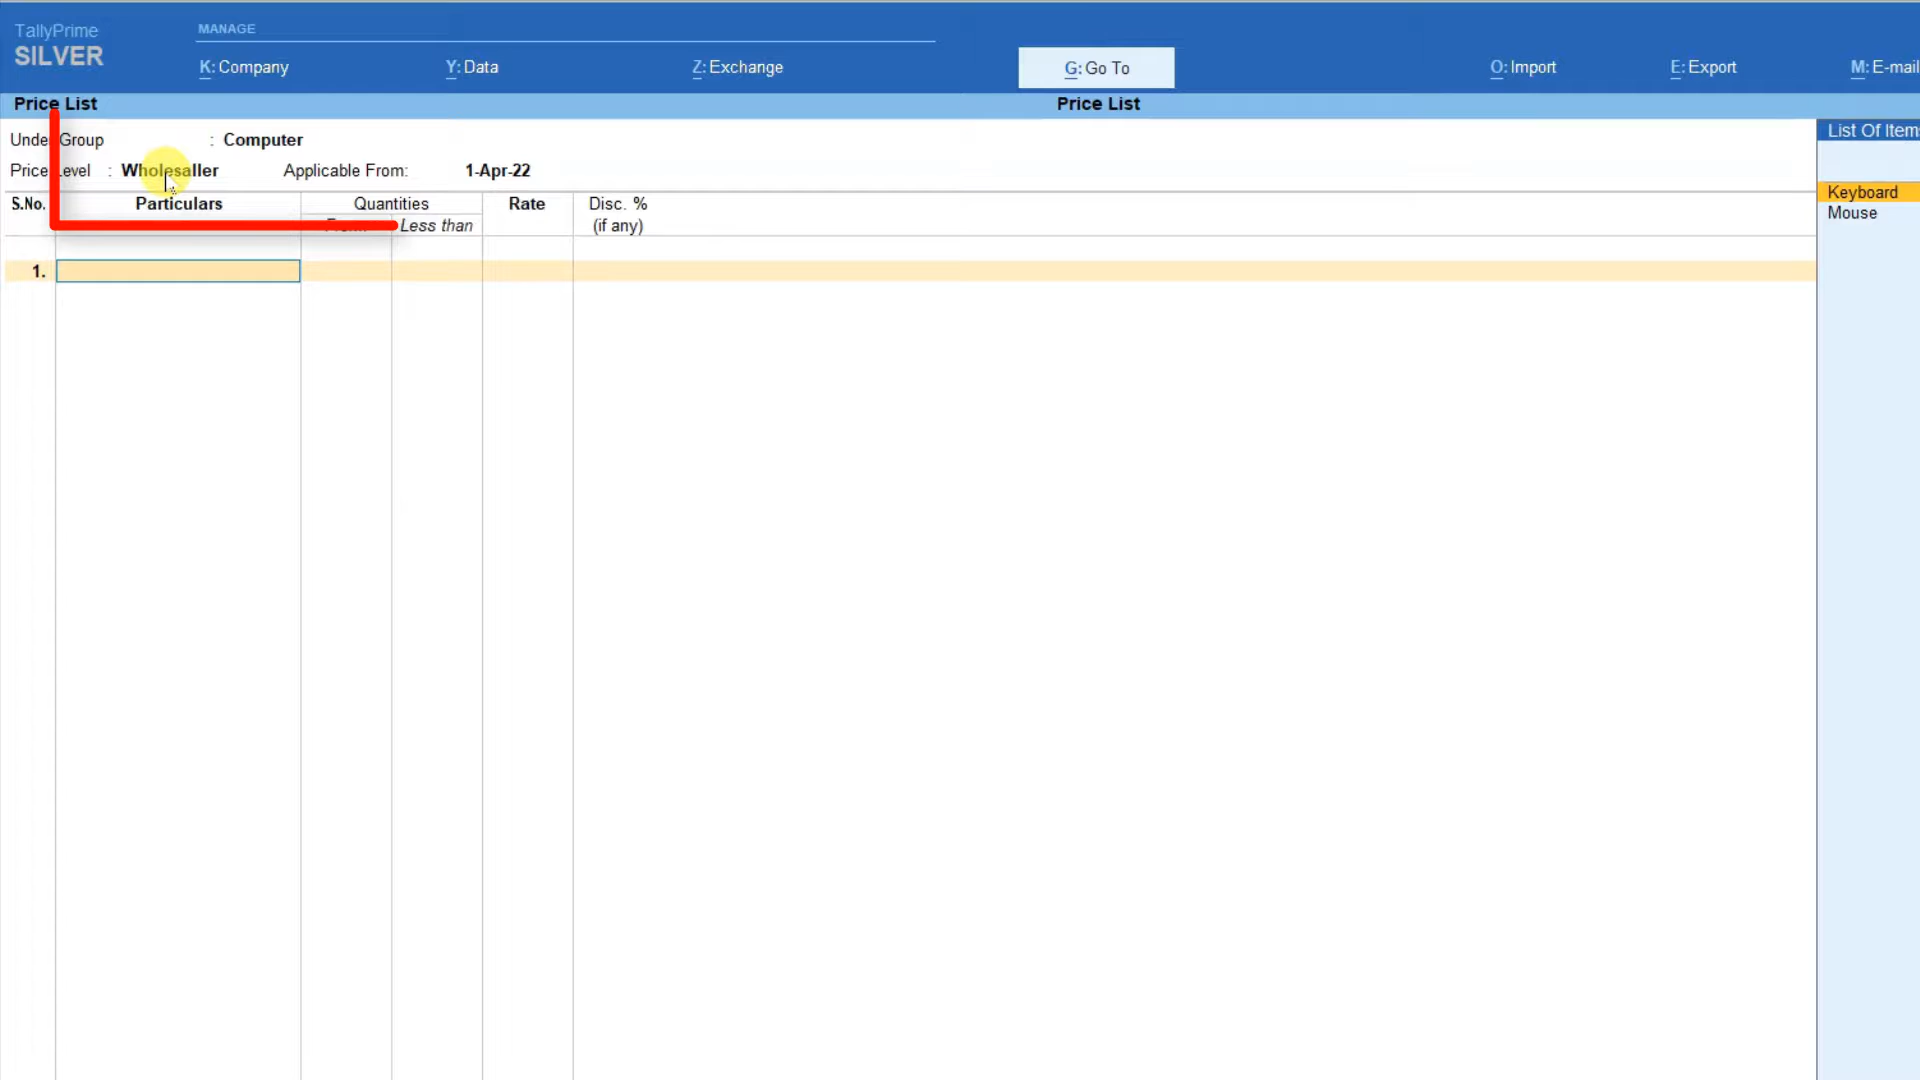 TallyPrime
SILVER
MANAGE
K: Company
Y: Data
Z: Exchange
G: Go To
O: Import
E: Export
M: E-mail
Price List
Price List
Under Group : Computer
Price Level : Wholesaller Applicable From: 1-Apr-22
S.No. Particulars Quantities Rate Disc. %
Less than (if any)
1.
List Of Item
Keyboard
Mouse